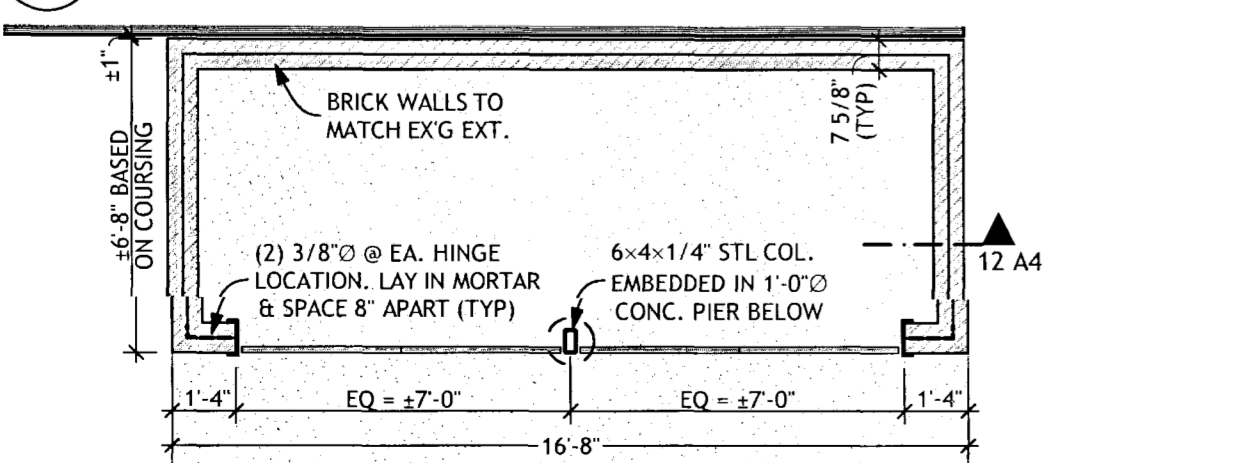 ±1"
±6'-8" BASED
ON COURSING
BRICK WALLS TO
MATCH EX'G EXT.
7 5/8"
(TYP)
(2) 3/8"Ø @ EA. HINGE
LOCATION. LAY IN MORTAR
& SPACE 8" APART (TYP)
6×4×1/4" STL COL.
EMBEDDED IN 1'-0"Ø
CONC. PIER BELOW
12 A4
1'-4"
EQ = ±7'-0"
EQ = ±7'-0"
1'-4"
16'-8"